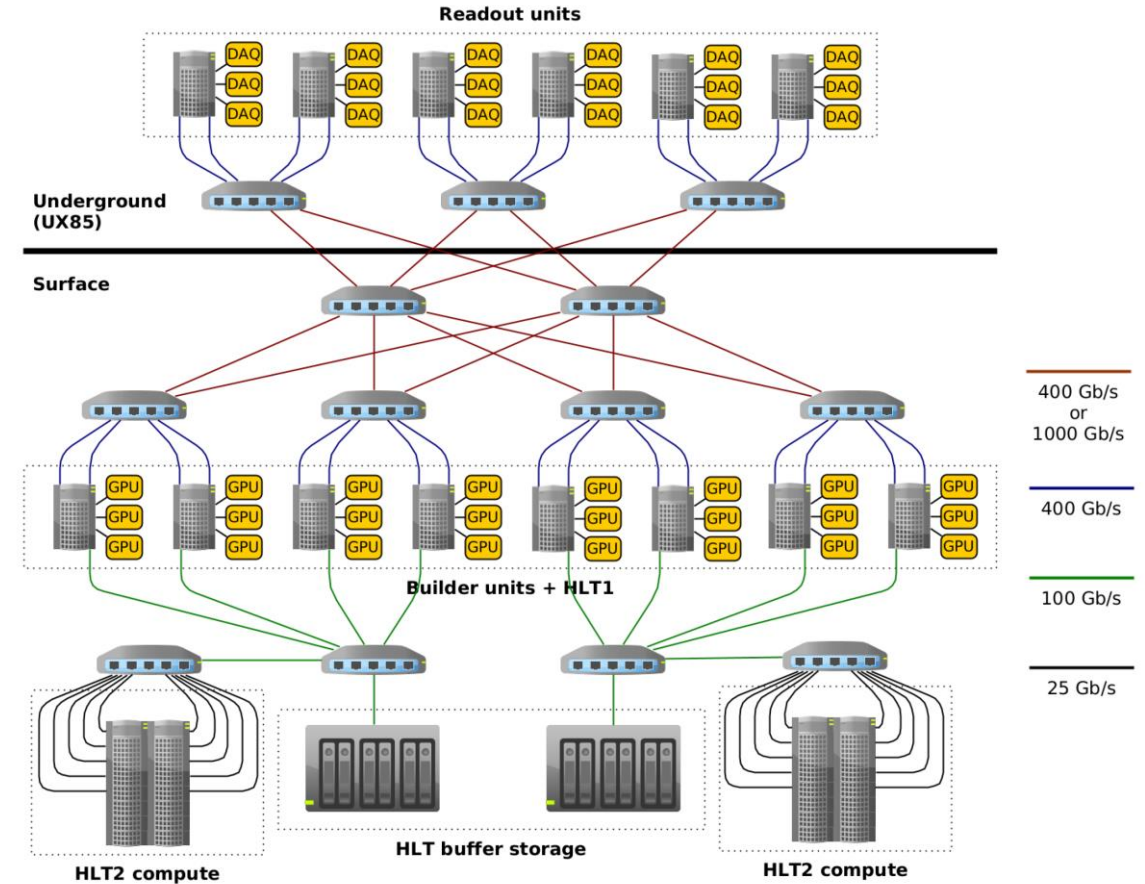 Readout units
DAQ DAQ DAQ DAQ DAQ DAQ
DAQ DAQ DAQ DAQ DAQ DAQ
DAQ DAQ DAQ DAQ DAQ DAQ
Underground
(UX85)
Surface
400 Gb/s
or
1000 Gb/s
400 Gb/s
100 Gb/s
25 Gb/s
GPU GPU GPU GPU GPU GPU GPU GPU
GPU GPU GPU GPU GPU GPU GPU GPU
GPU GPU GPU GPU GPU GPU GPU GPU
Builder units + HLT1
HLT buffer storage
HLT2 compute
HLT2 compute